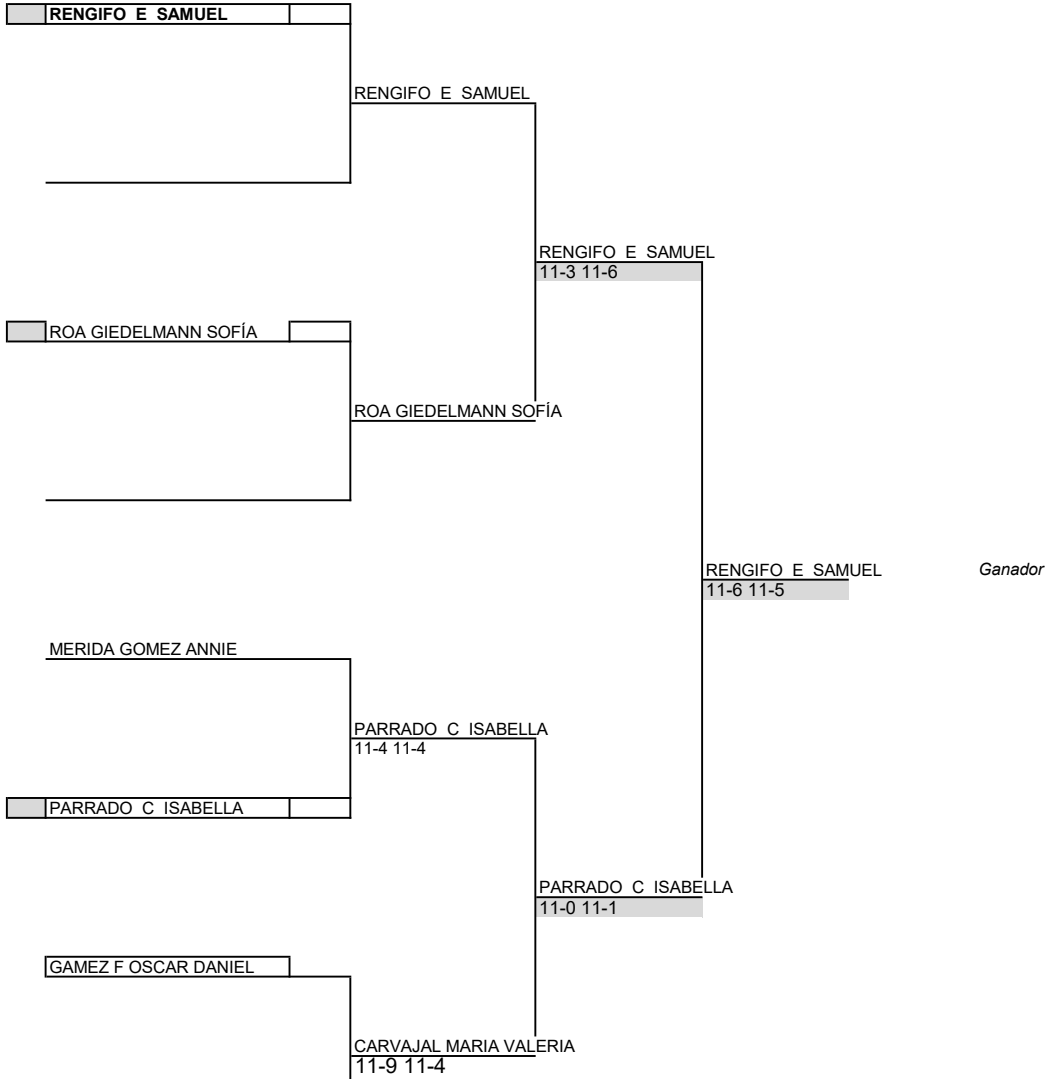 RENGIFO E SAMUEL
RENGIFO E SAMUEL
RENGIFO E SAMUEL
11-3 11-6
ROA GIEDELMANN SOFÍA
ROA GIEDELMANN SOFÍA
RENGIFO E SAMUEL Ganador
11-6 11-5
MERIDA GOMEZ ANNIE
PARRADO C ISABELLA
11-4 11-4
PARRADO C ISABELLA
PARRADO C ISABELLA
11-0 11-1
GAMEZ F OSCAR DANIEL
CARVAJAL MARIA VALERIA
11-9 11-4